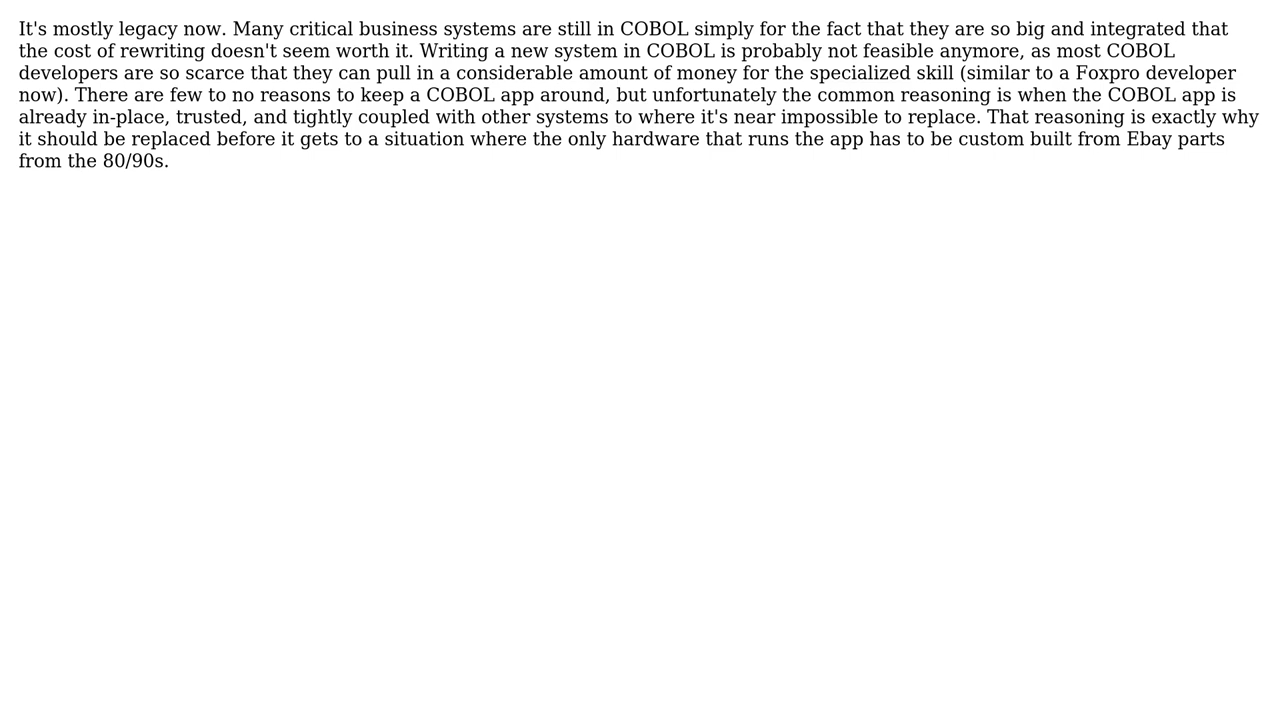 It's mostly legacy now. Many critical business systems are still in COBOL simply for the fact that they are so big and integrated that
the cost of rewriting doesn't seem worth it. Writing a new system in COBOL is probably not feasible anymore, as most COBOL
developers are so scarce that they can pull in a considerable amount of money for the specialized skill (similar to a Foxpro developer
now). There are few to no reasons to keep a COBOL app around, but unfortunately the common reasoning is when the COBOL app is
already in-place, trusted, and tightly coupled with other systems to where it's near impossible to replace. That reasoning is exactly why
it should be replaced before it gets to a situation where the only hardware that runs the app has to be custom built from Ebay parts
from the 80/90s.